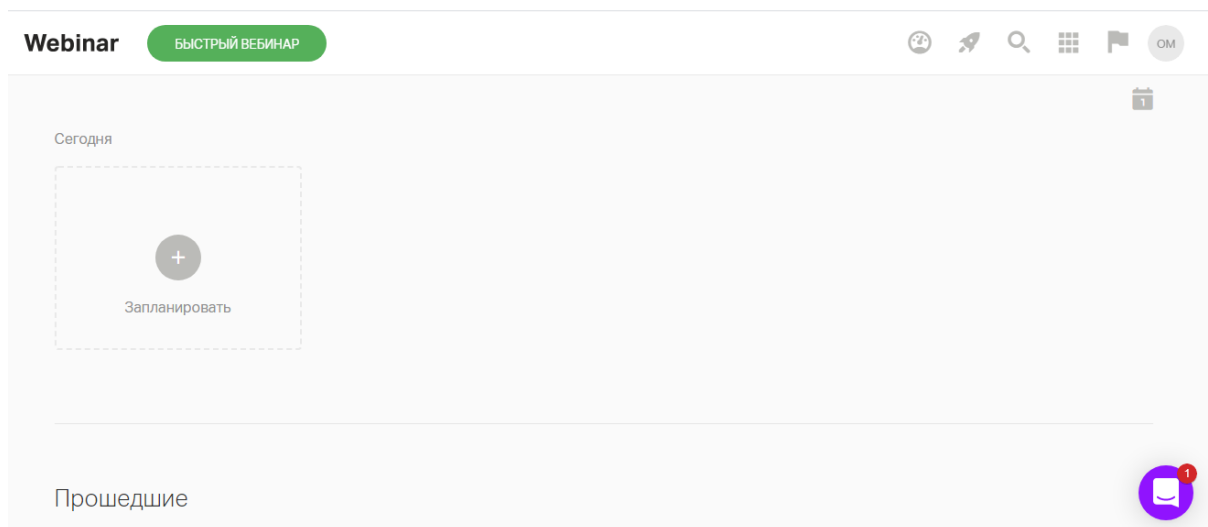 Webinar
БЫСТРЫЙ ВЕБИНАР
ОМ
1
Сегодня
Запланировать
Прошедшие
1